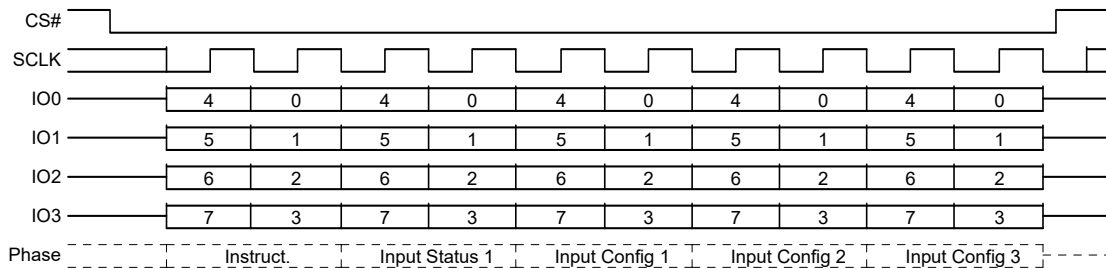 CS#
SCLK
IO0 4 0 4 0 4 0 4 0 4 0
IO1 5 1 5 1 5 1 5 1 5 1
IO2 6 2 6 2 6 2 6 2 6 2
IO3 7 3 7 3 7 3 7 3 7 3
Phase Instruct. Input Status 1 Input Config 1 Input Config 2 Input Config 3